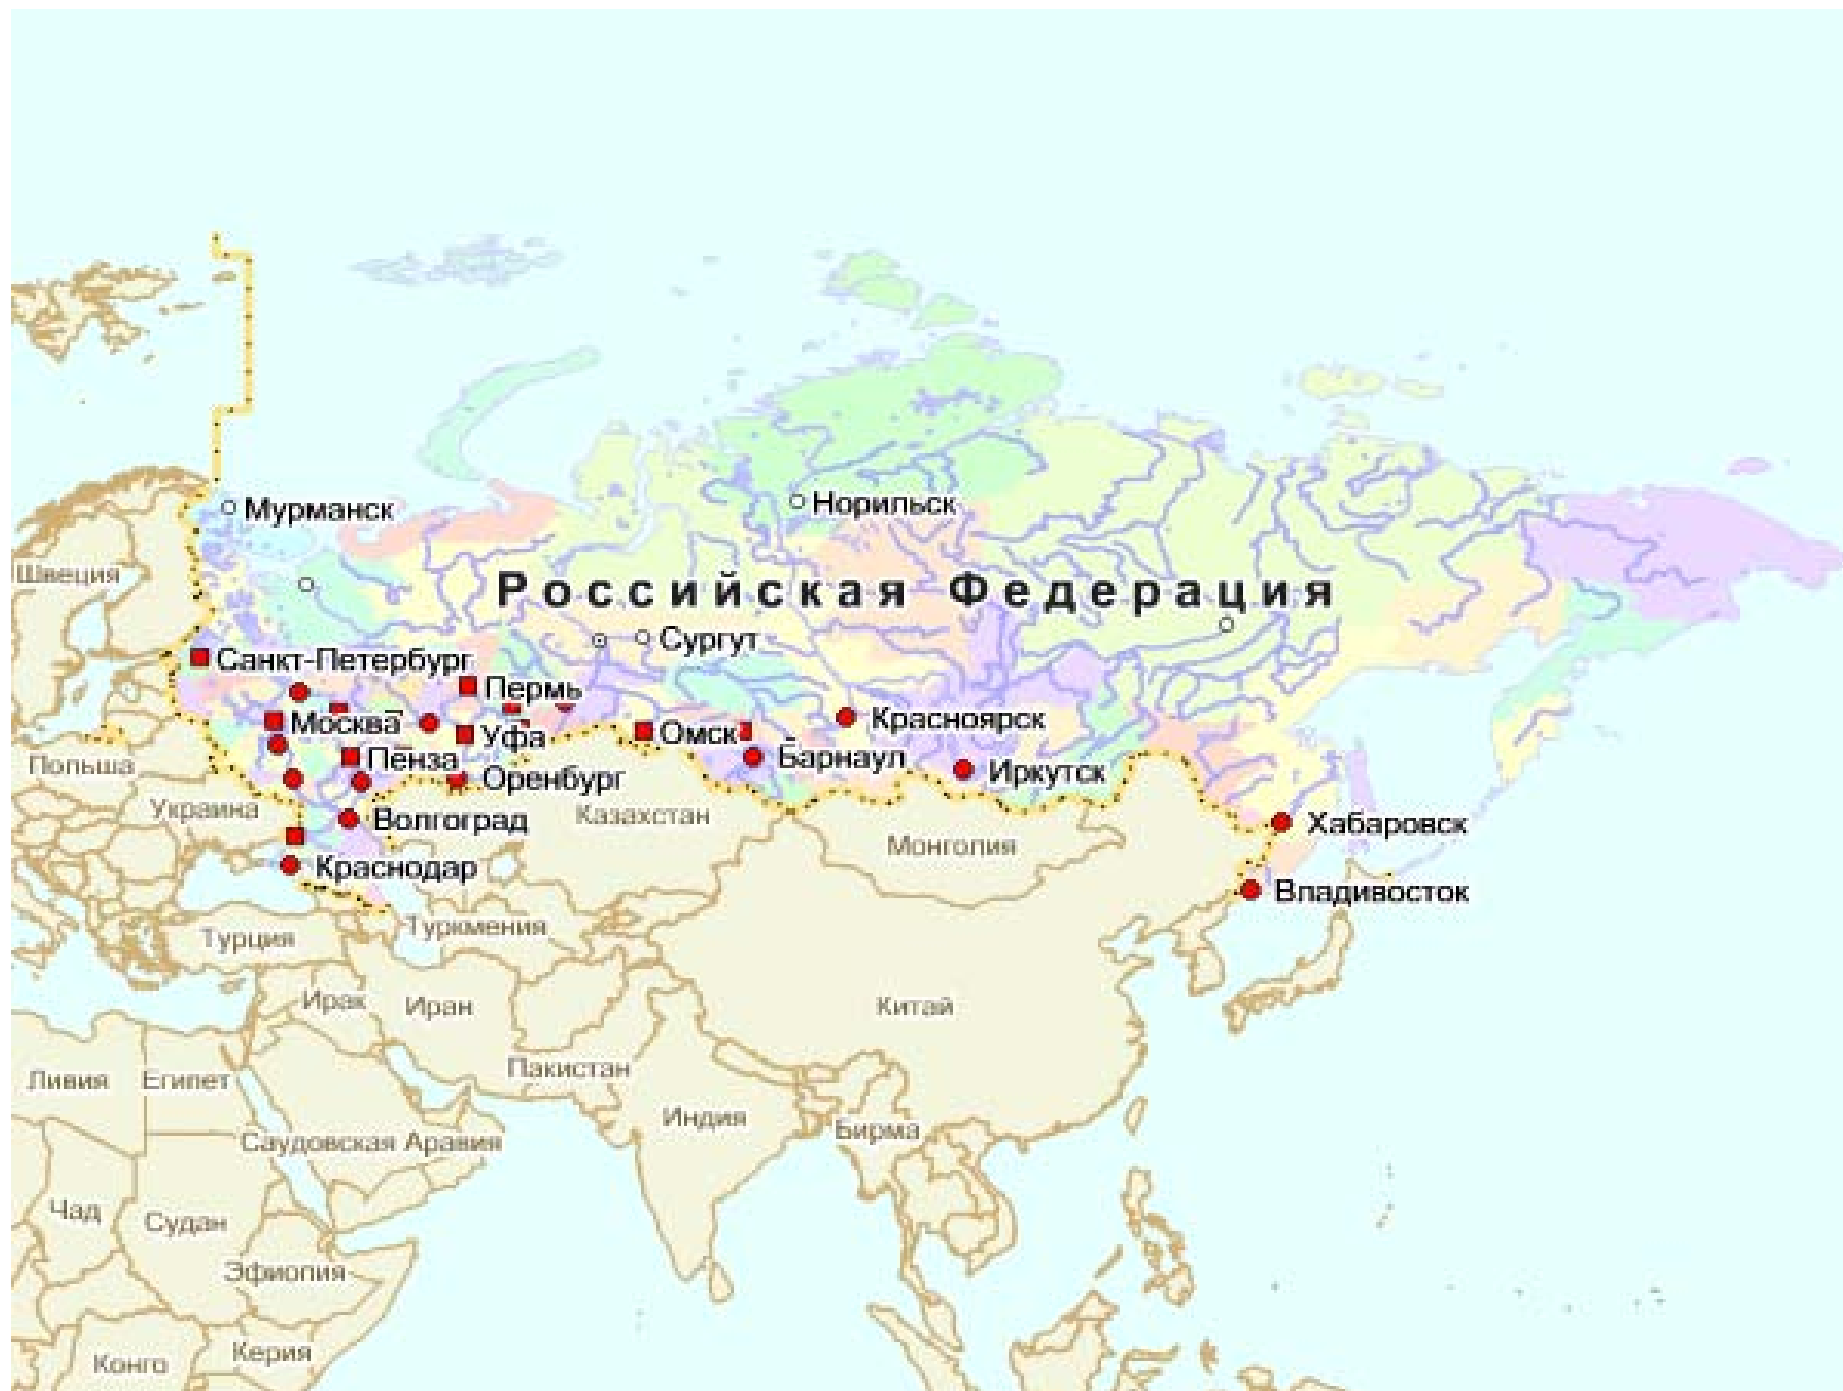 Мурманск
Норильск
Швеция
Российская Федерация
Сургут
Санкт-Петербург
Пермь
Москва
Красноярск
Уфа
Омск
Пенза
Барнаул
Польша
Оренбург
Иркутск
Украина
Казахстан
Волгоград
Хабаровск
Монголия
Краснодар
Владивосток
Туркмения
Турция
Ирак
Иран
Китай
Пакистан
Ливия
Египет
Индия
Бирма
Саудовская Аравия
Чад
Судан
Эфиопия
Керия
Конго